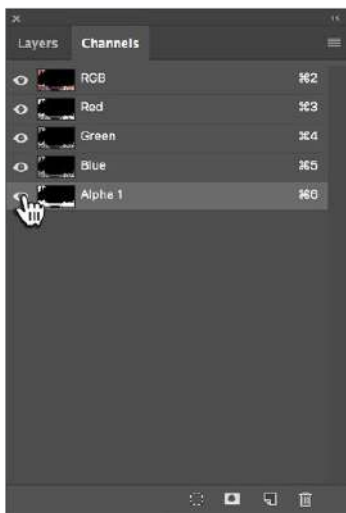 Layers Channels
RGB ⌘2
Red ⌘3
Green ⌘4
Blue ⌘5
Alpha 1 ⌘6